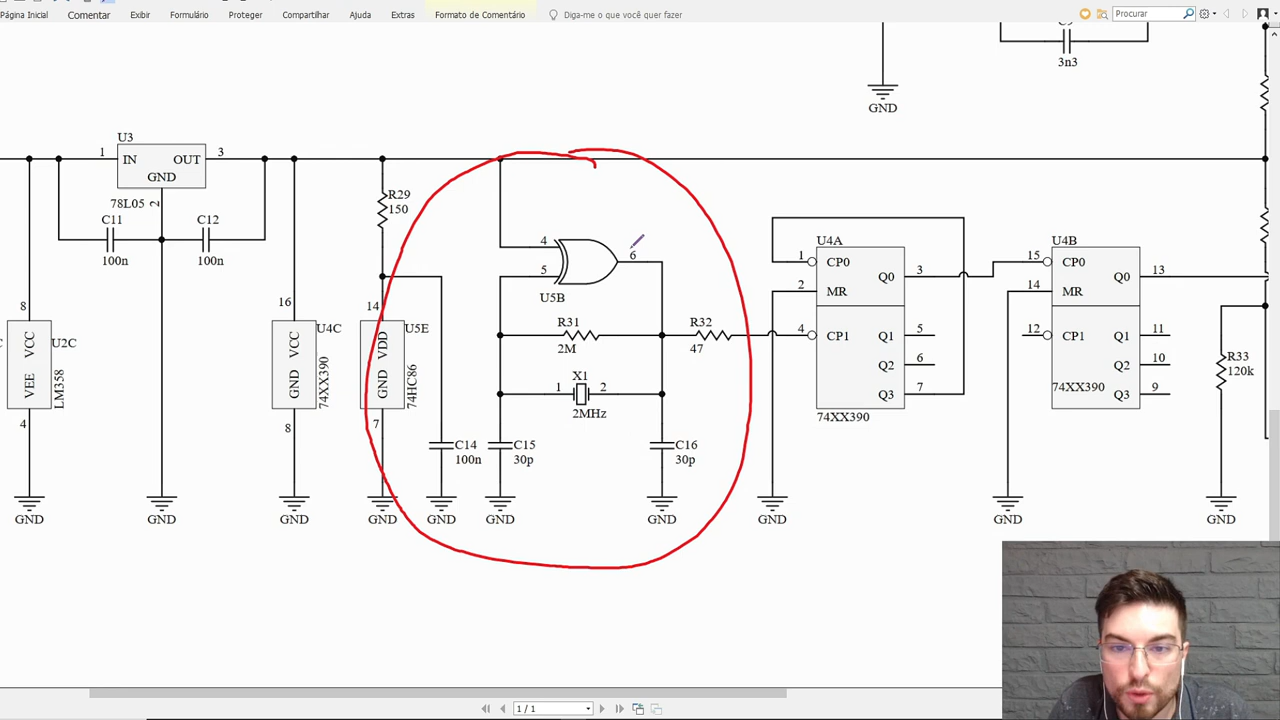 Página Inicial Comentar Exibir Formulário Proteger Compartilhar Ajuda Extras Formato de Comentário Diga-me o que você quer fazer Procurar
3n3
GND
U3
1 IN OUT 3
GND
78L05 2
C11 100n
C12 100n
R29 150
GND
8 VCC VEE 4 U2C LM358
GND
16 VCC GND 8 U4C 74XX390
GND
14 VDD GND 7 U5E 74HC86
GND
C14 100n
GND
4
5
6
U5B
R31
2M
X1
1 2
2MHz
C15 30p
GND
C16 30p
GND
R32
47
U4A
1 CP0 Q0 3
2 MR
4 CP1 Q1 5
Q2 6
Q3 7
74XX390
GND
U4B
15 CP0 Q0 13
14 MR
12 CP1 Q1 11
Q2 10
74XX390
Q3 9
GND
R33
120k
GND
1 / 1